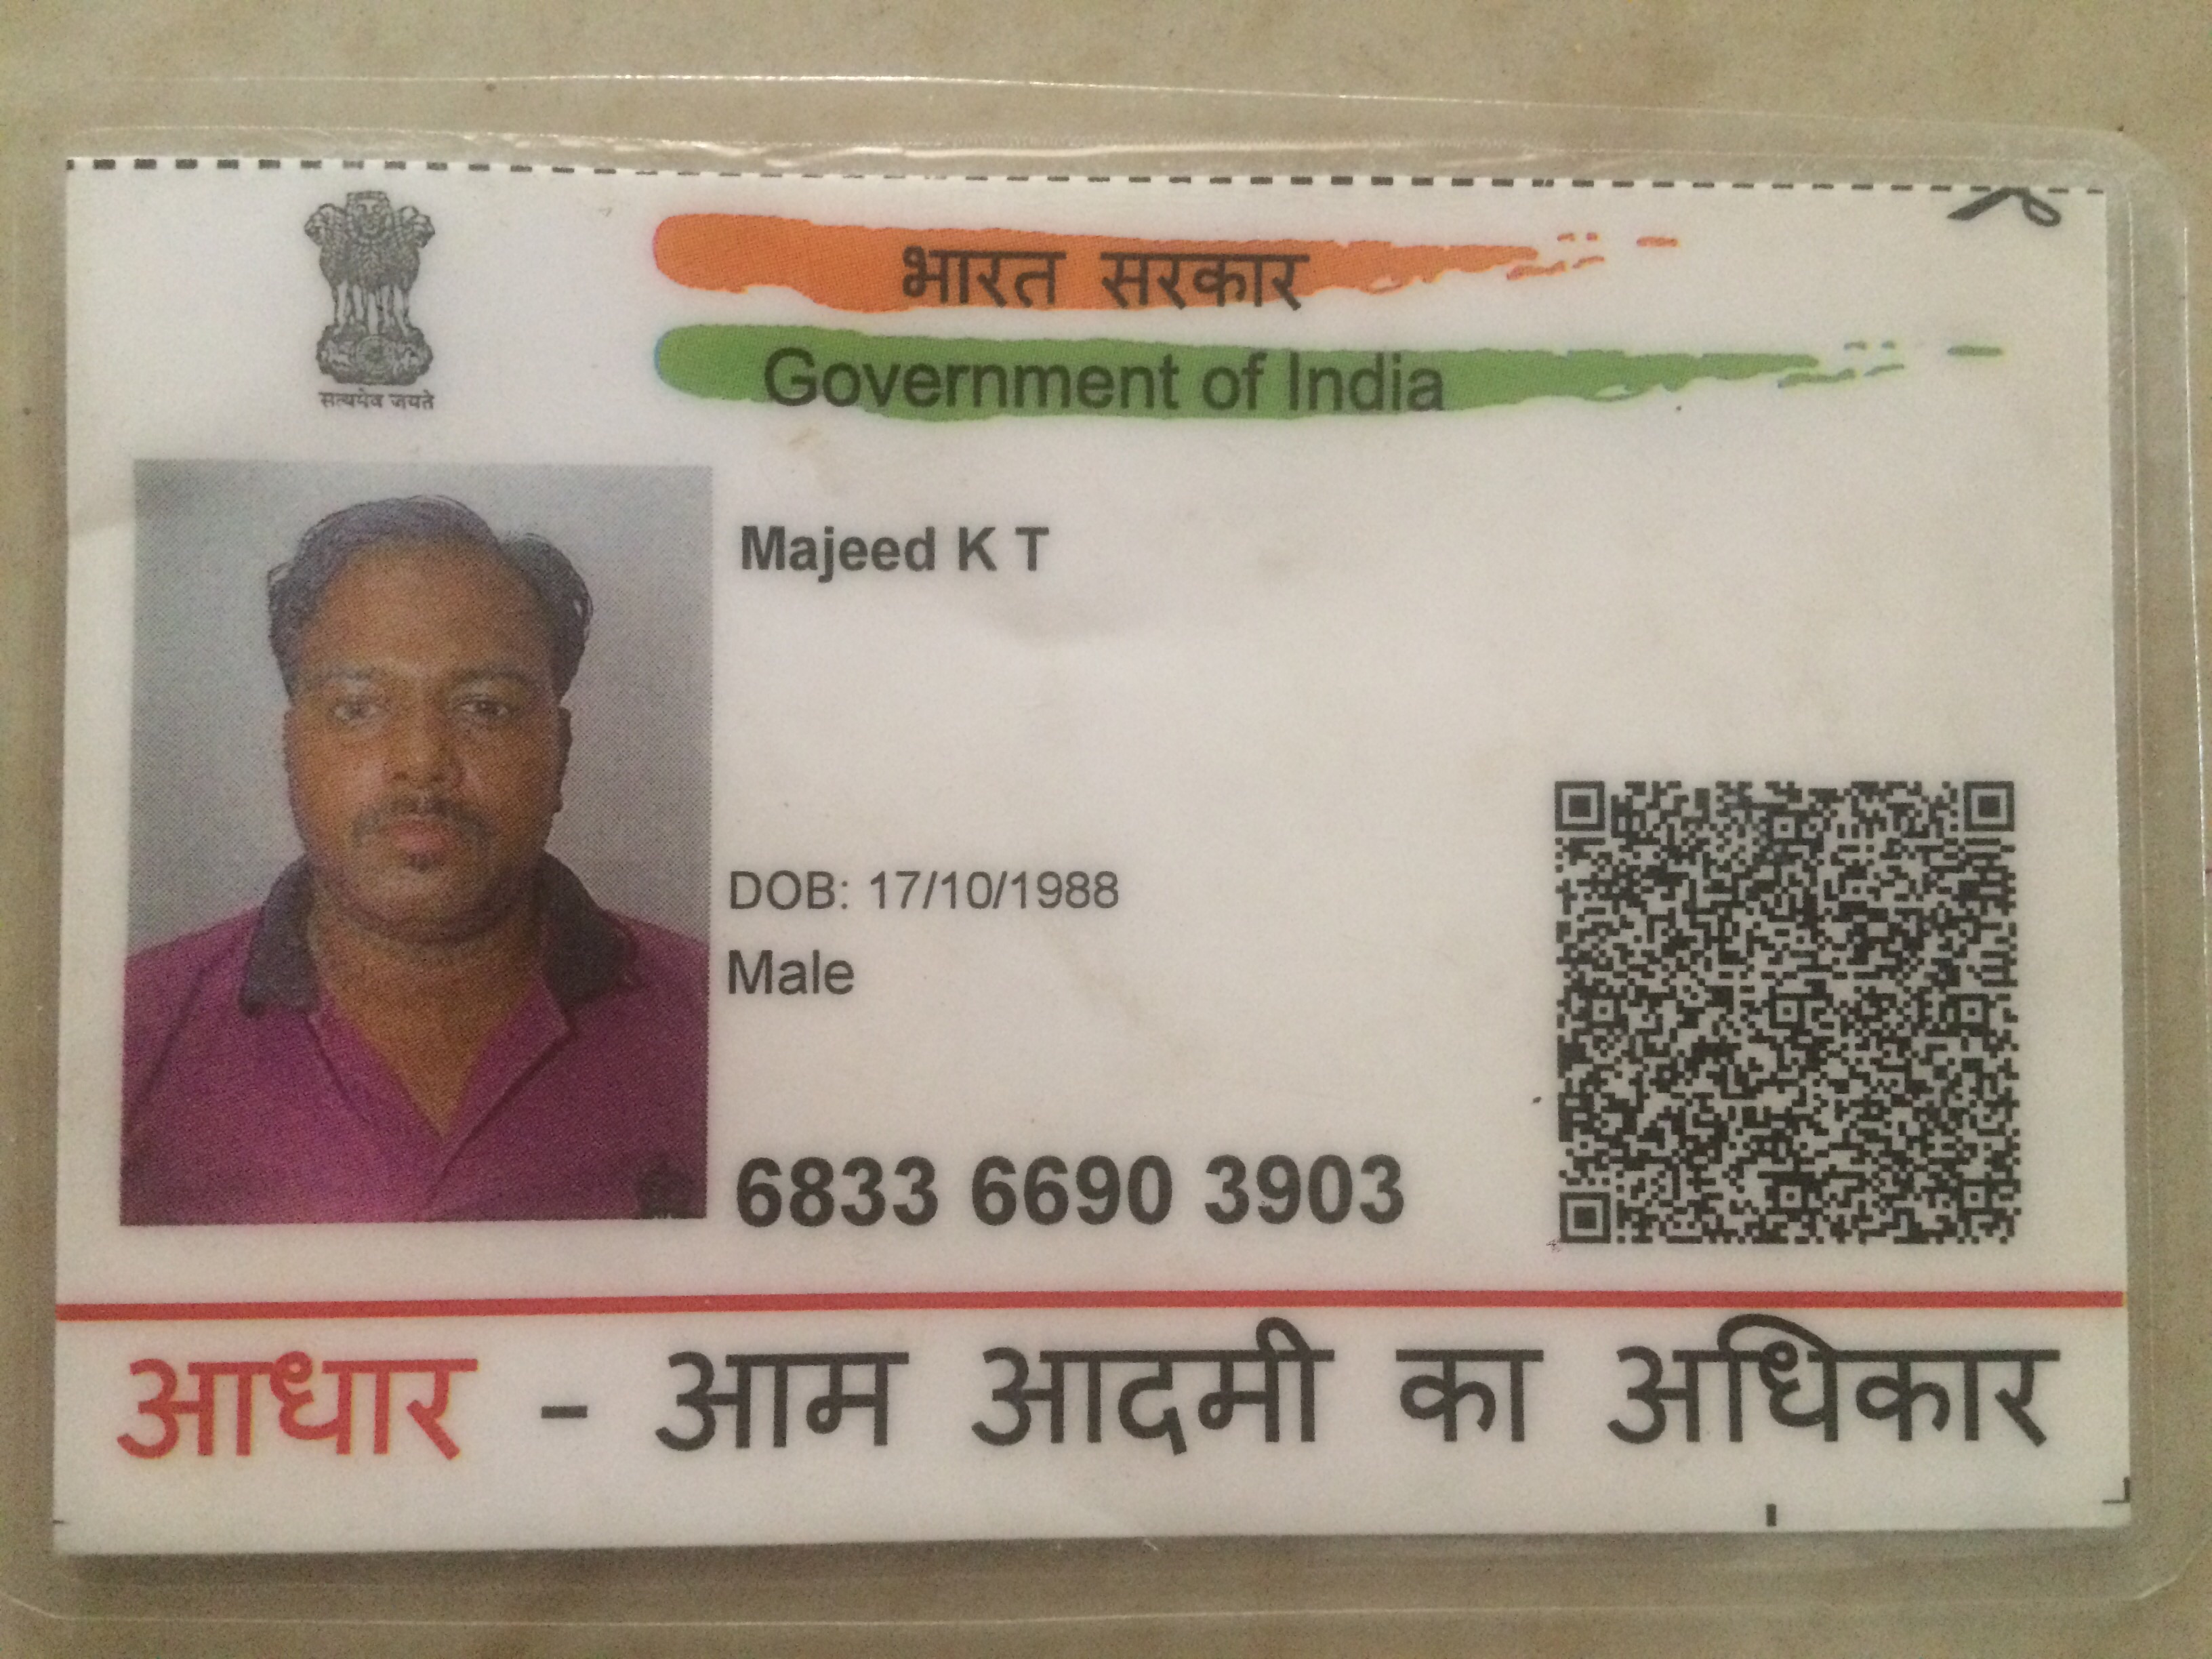 भारत सरकार
Government of India
सत्यमेव जयते
Majeed K T
DOB: 17/10/1988
Male
6833 6690 3903
आधार - आम आदमी का अधिकार